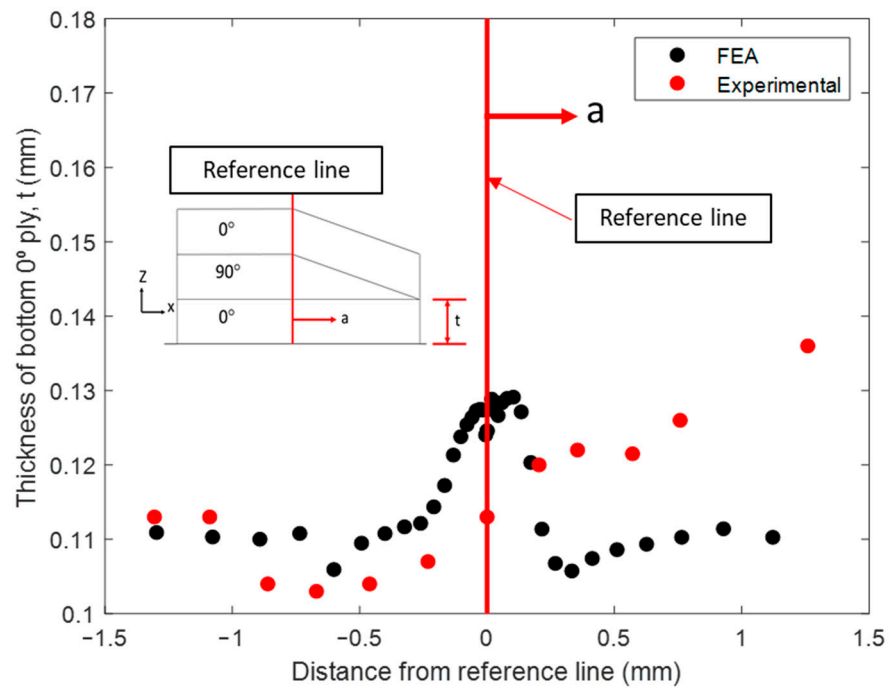 0.18
0.17
0.16
0.15
0.14
0.13
0.12
0.11
0.1
Thickness of bottom 0° ply, t (mm)
FEA
Experimental
a
Reference line
Reference line
0°
90°
0°
Z
x
a
t
−1.5
−1
−0.5
0
0.5
1
1.5
Distance from reference line (mm)